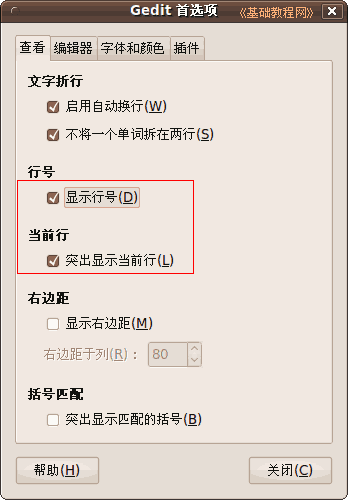 Gedit 首选项
《基础教程网》
查看 编辑器 字体和颜色 插件
文字折行
启用自动换行(W)
不将一个单词拆在两行(S)
行号
显示行号(D)
当前行
突出显示当前行(L)
右边距
显示右边距(M)
右边距于列(R)： 80
括号匹配
突出显示匹配的括号(B)
帮助(H) 关闭(C)